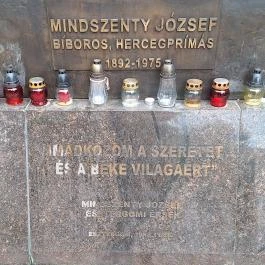 MINDSZENTY JÓZSEF
BÍBOROS, HERCEGPRÍMÁS
1892-1975
IMÁDKOZOM A SZERETET
ÉS A BÉKE VILÁGÁÉRT"
MINDSZENTY JÓZSEF
ESZTERGOMI ÉRSEK